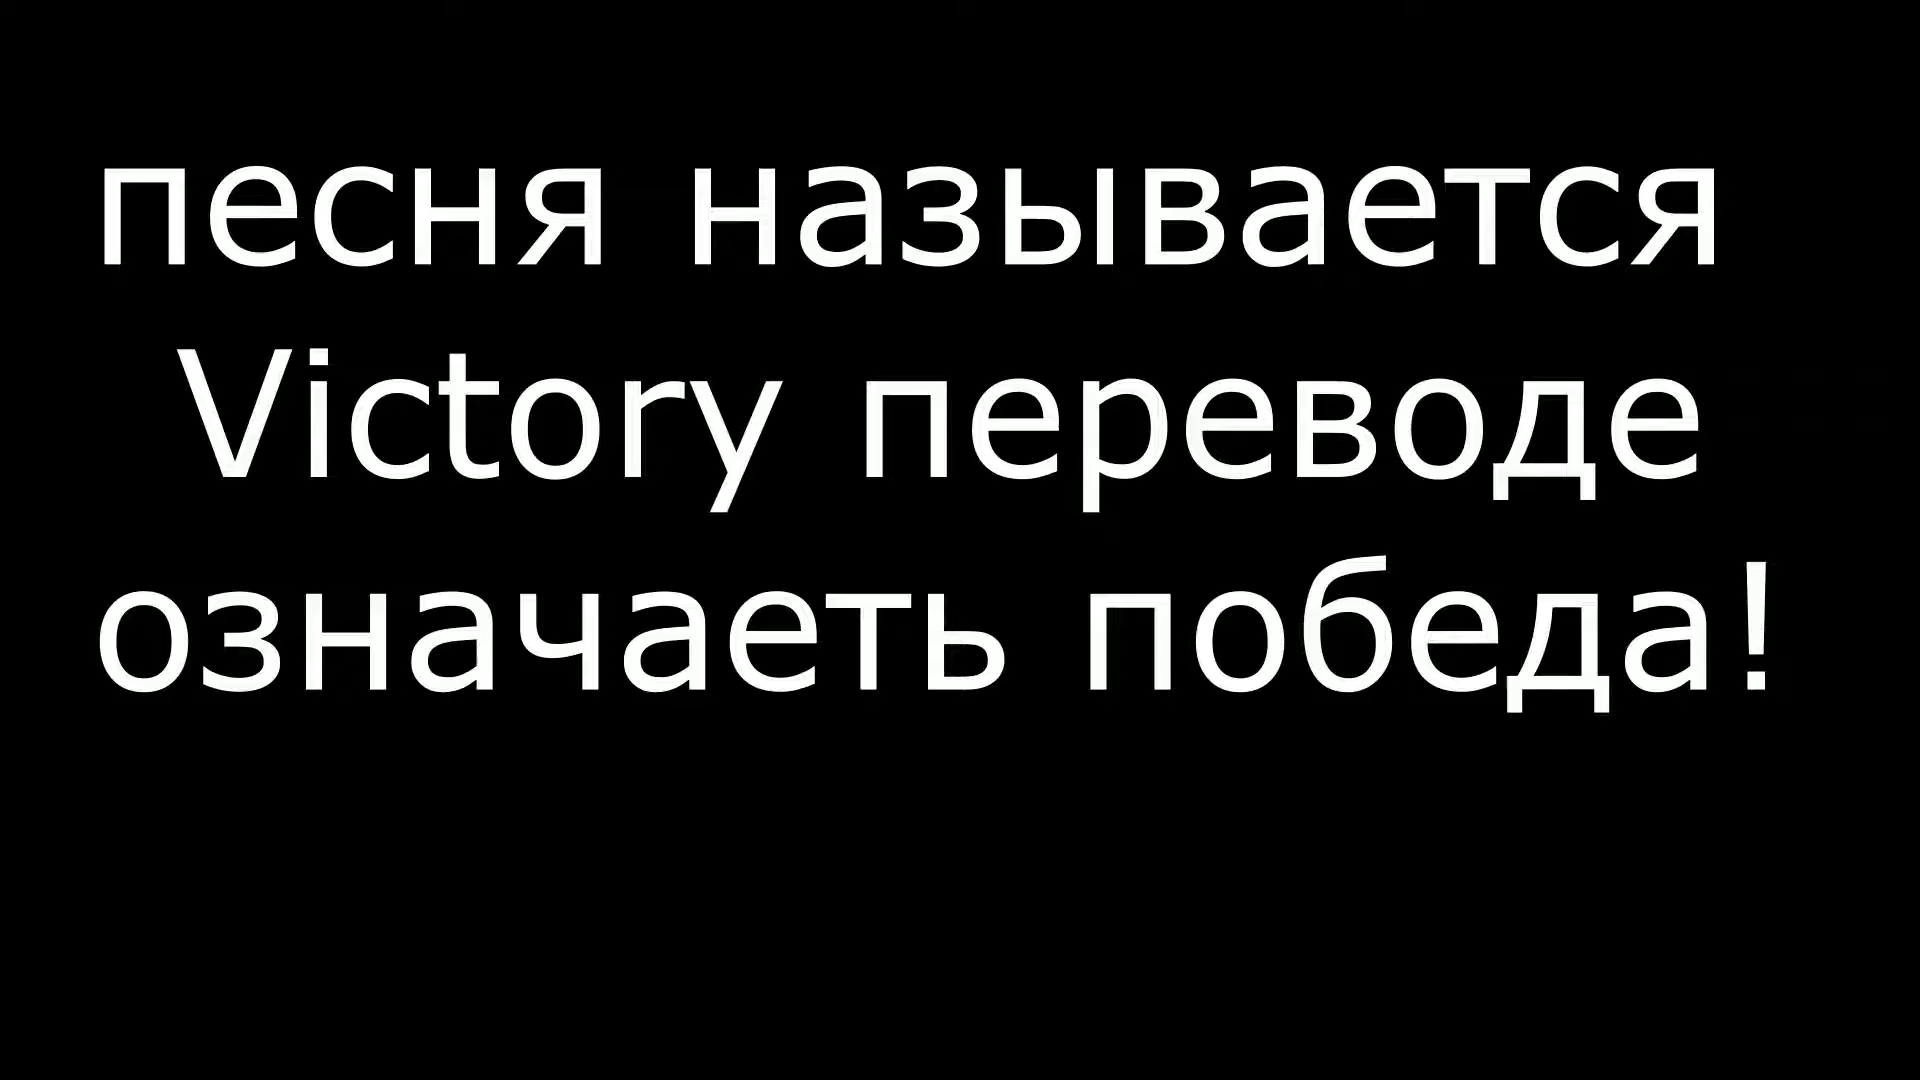 песня называется
Victory переводе
означаеть победа!